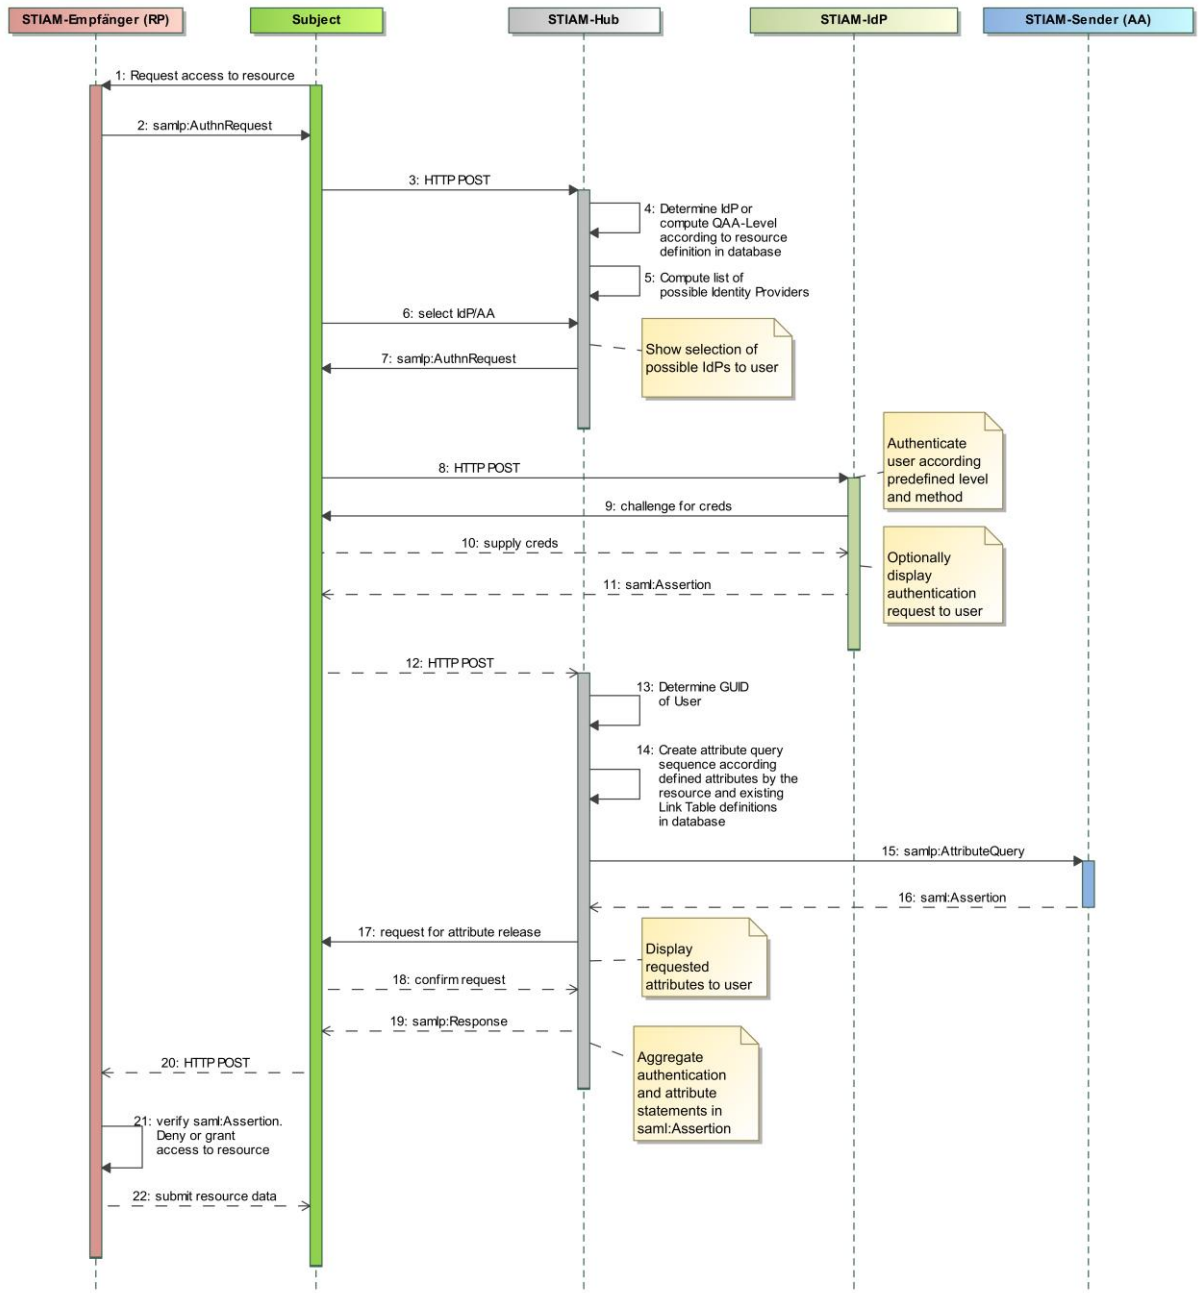 STIAM-Empfänger (RP)
Subject
STIAM-Hub
STIAM-IdP
STIAM-Sender (AA)
1: Request access to resource
2: samlp:AuthnRequest
3: HTTP POST
4: Determine IdP or
compute QAA-Level
according to resource
definition in database
5: Compute list of
possible Identity Providers
6: select IdP/AA
Show selection of
possible IdPs to user
7: samlp:AuthnRequest
Authenticate
user according
predefined level
and method
8: HTTP POST
9: challenge for creds
10: supply creds
Optionally
display
authentication
request to user
11: saml:Assertion
12: HTTP POST
13: Determine GUID
of User
14: Create attribute query
sequence according
defined attributes by the
resource and existing
Link Table definitions
in database
15: samlp:AttributeQuery
16: saml:Assertion
17: request for attribute release
Display
requested
attributes to user
18: confirm request
19: samlp:Response
Aggregate
authentication
and attribute
statements in
saml:Assertion
20: HTTP POST
21: verify saml:Assertion.
Deny or grant
access to resource
22: submit resource data